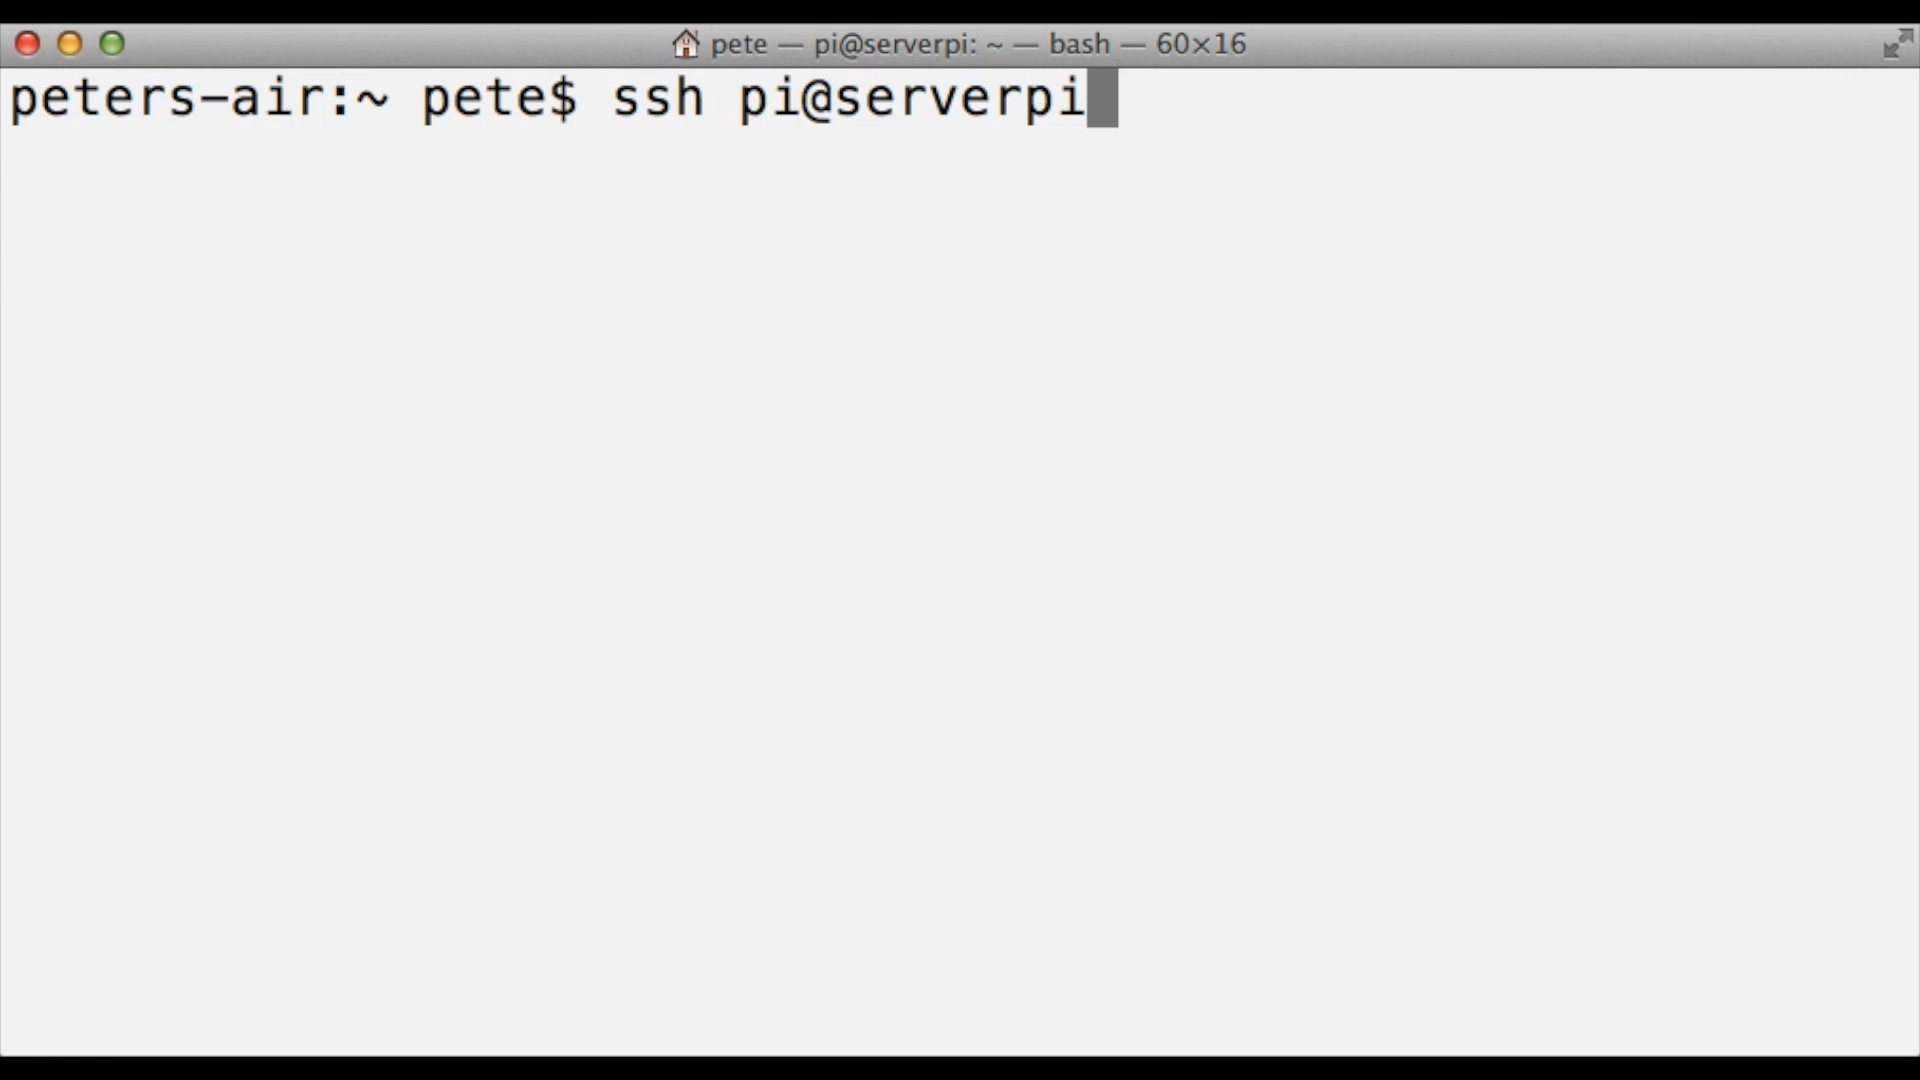 pete — pi@serverpi: ~ — bash — 60×16
peters-air:~ pete$ ssh pi@serverpi